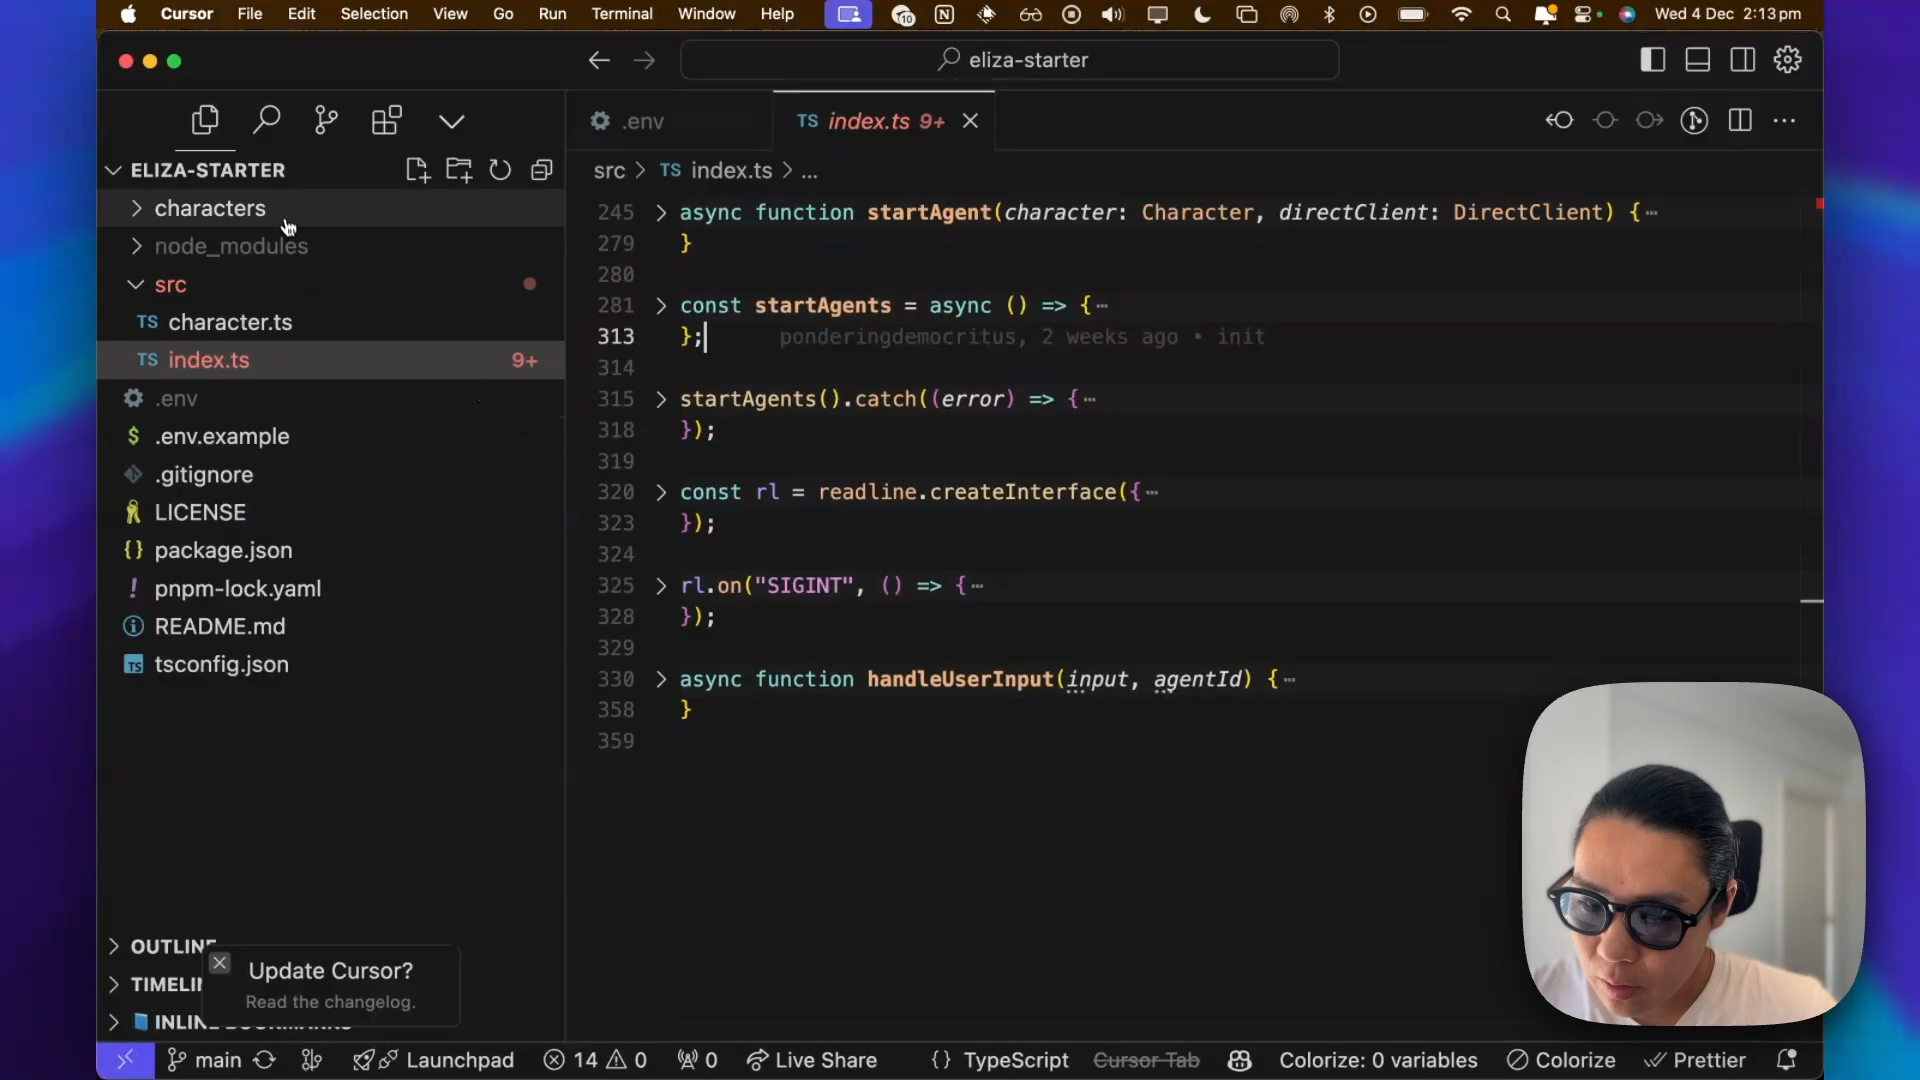 Cursor File Edit Selection View Go Run Terminal Window Help 10 Wed 4 Dec 2:13 pm
eliza-starter
.env TS index.ts 9+
ELIZA-STARTER
src > TS index.ts > ...
characters
node_modules
src
TS character.ts
TS index.ts 9+
.env
$ .env.example
.gitignore
LICENSE
{} package.json
! pnpm-lock.yaml
README.md
TS tsconfig.json
245 > async function startAgent(character: Character, directClient: DirectClient) {⋯
279 }
280
281 > const startAgents = async () => {⋯
313 }; ponderingdemocritus, 2 weeks ago • init
314
315 > startAgents().catch((error) => {⋯
318 });
319
320 > const rl = readline.createInterface({⋯
323 });
324
325 > rl.on("SIGINT", () => {⋯
328 });
329
330 > async function handleUserInput(input, agentId) {⋯
358 }
359
OUTLINE
TIMELI
Update Cursor?
Read the changelog.
main Launchpad 14 0 0 Live Share {} TypeScript Cursor Tab Colorize: 0 variables Colorize Prettier